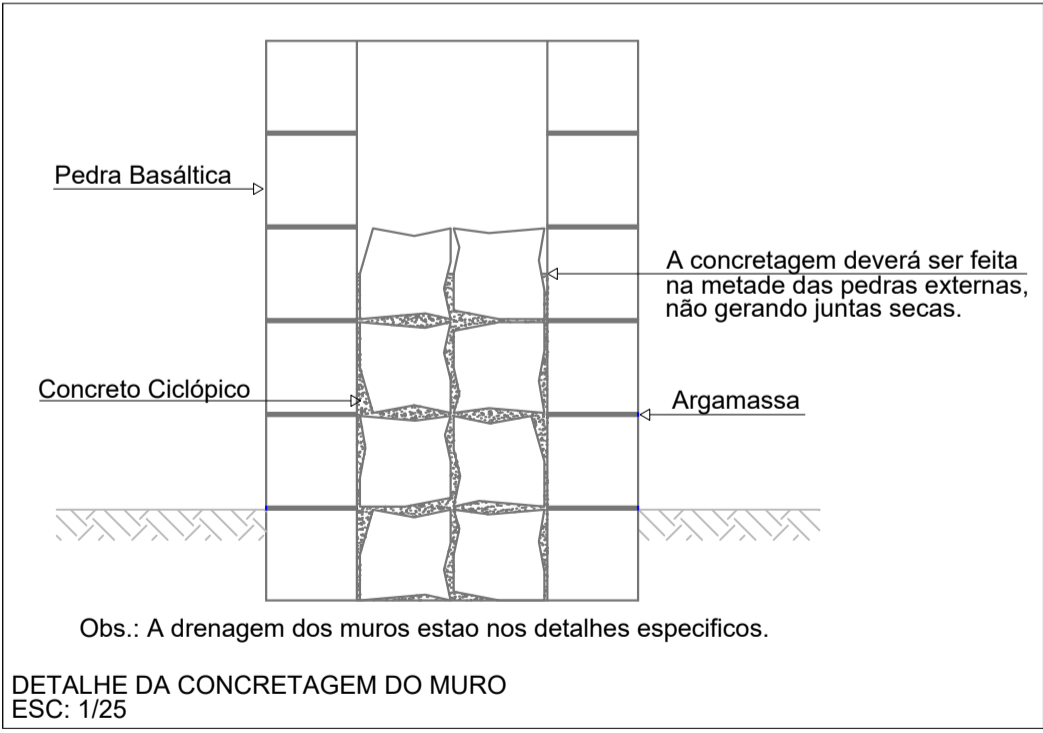 Pedra Basáltica
A concretagem deverá ser feita
na metade das pedras externas,
não gerando juntas secas.
Concreto Ciclópico
Argamassa
Obs.: A drenagem dos muros estao nos detalhes especificos.
DETALHE DA CONCRETAGEM DO MURO
ESC: 1/25